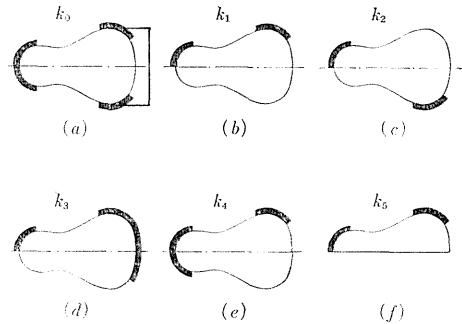 k₀ k₁ k₂
(a) (b) (c)
k₃ k₄ k₅
(d) (e) (f)